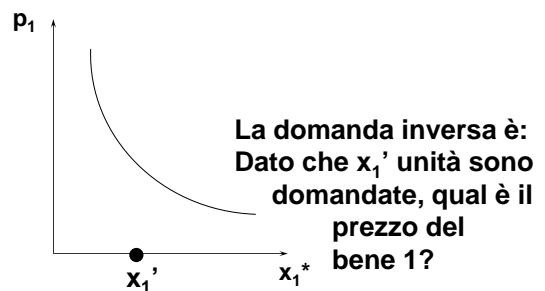 p1
La domanda inversa è:
Dato che x1’ unità sono
domandate, qual è il
prezzo del
bene 1?
x1’
x1*